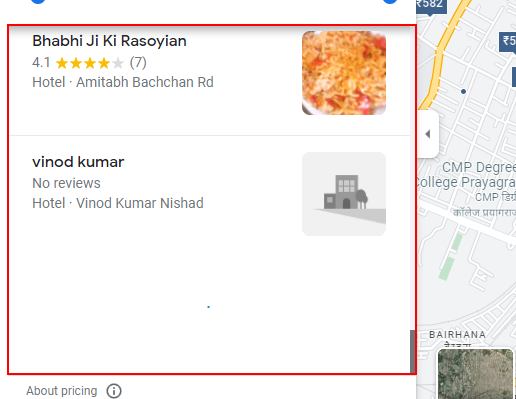 Bhabhi Ji Ki Rasoyian
4.1 ★★★★★ (7)
Hotel · Amitabh Bachchan Rd
vinod kumar
No reviews
Hotel · Vinod Kumar Nishad
About pricing
₹582
₹5
CMP Degree
College Prayagra
CMP डिग्र
कॉलेज प्रयागराज
BAIRHANA